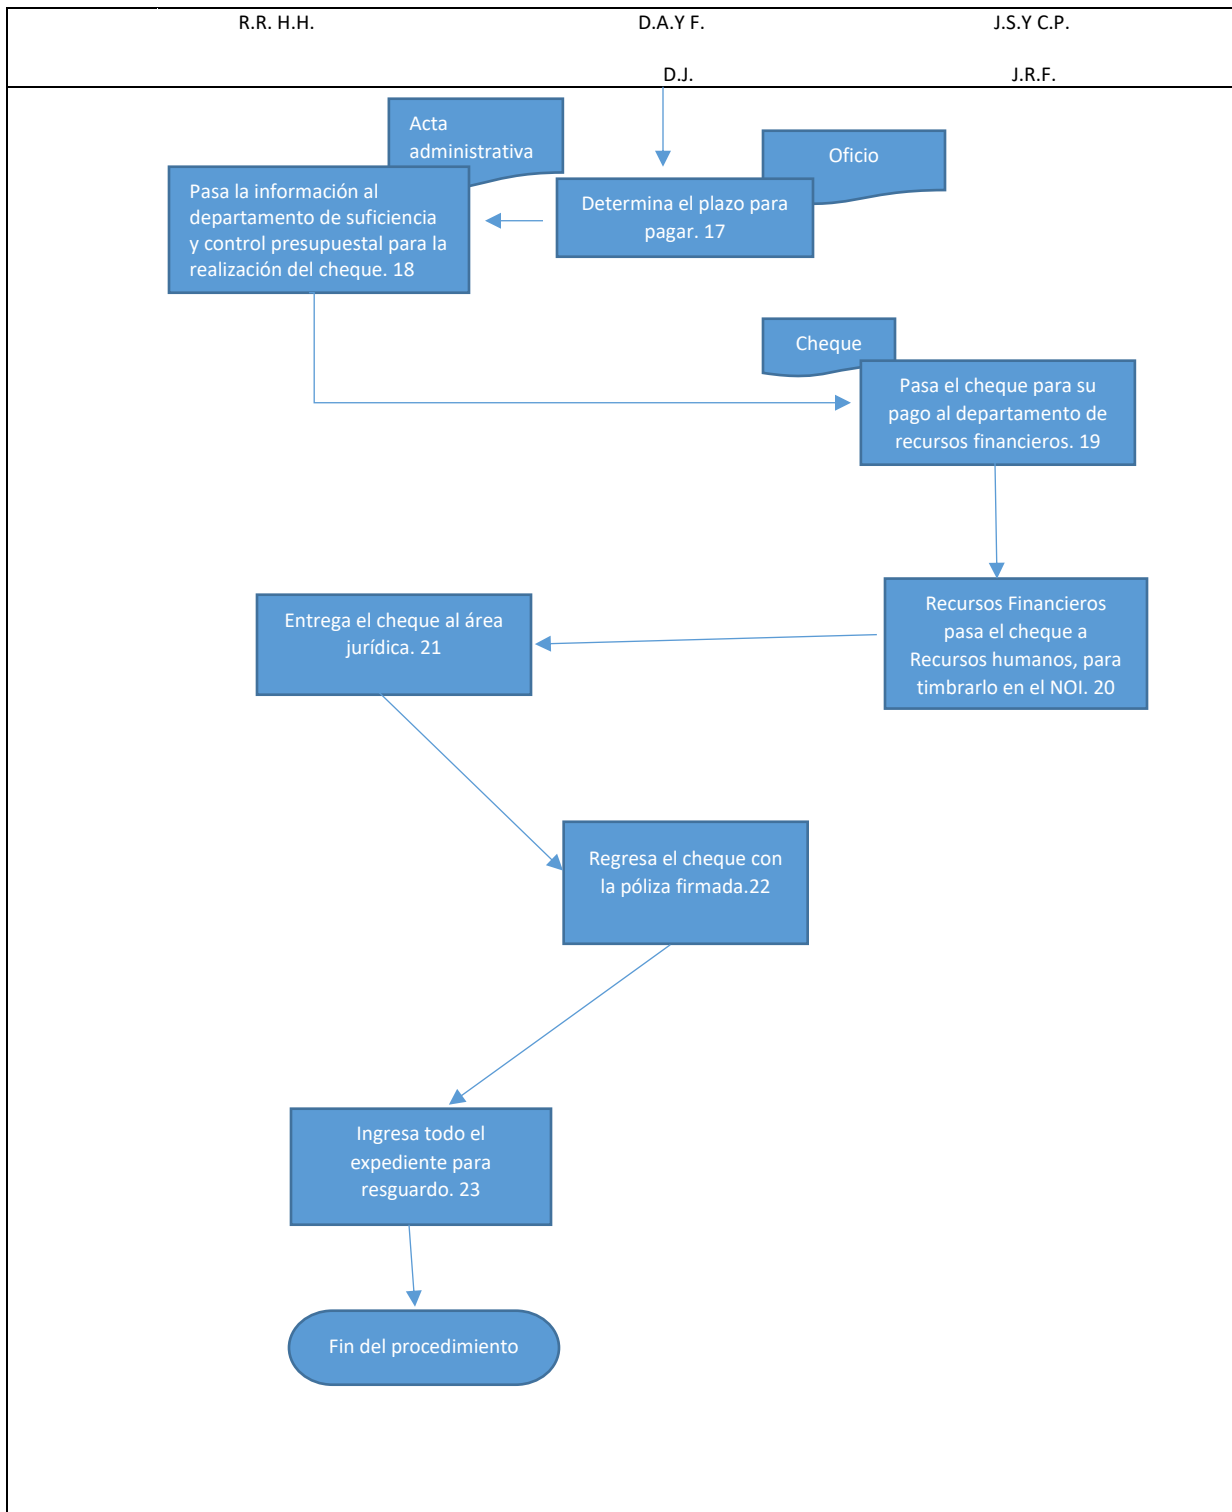 R.R. H.H.
D.A.Y F.
J.S.Y C.P.
D.J.
J.R.F.
Acta
administrativa
Oficio
Determina el plazo para
pagar. 17
Pasa la información al
departamento de suficiencia
y control presupuestal para la
realización del cheque. 18
Cheque
Pasa el cheque para su
pago al departamento de
recursos financieros. 19
Recursos Financieros
pasa el cheque a
Recursos humanos, para
timbrarlo en el NOI. 20
Entrega el cheque al área
jurídica. 21
Regresa el cheque con
la póliza firmada.22
Ingresa todo el
expediente para
resguardo. 23
Fin del procedimiento